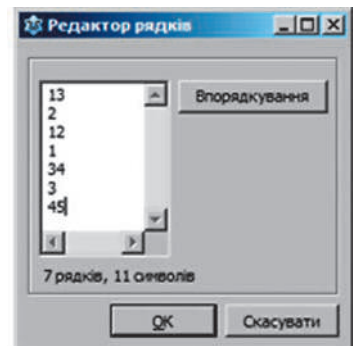 Редактор рядків
13
2
12
1
34
3
45
Впорядкування
7 рядків, 11 символів
OK
Скасувати